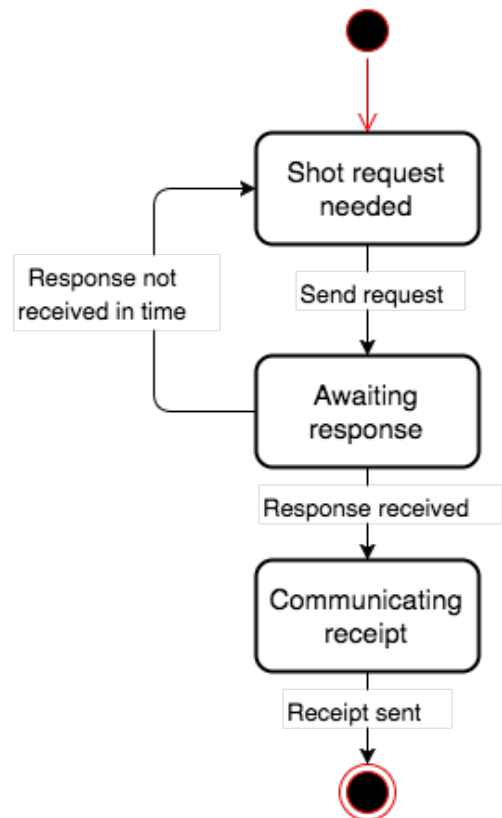 Shot request
needed
Response not
received in time
Send request
Awaiting
response
Response received
Communicating
receipt
Receipt sent